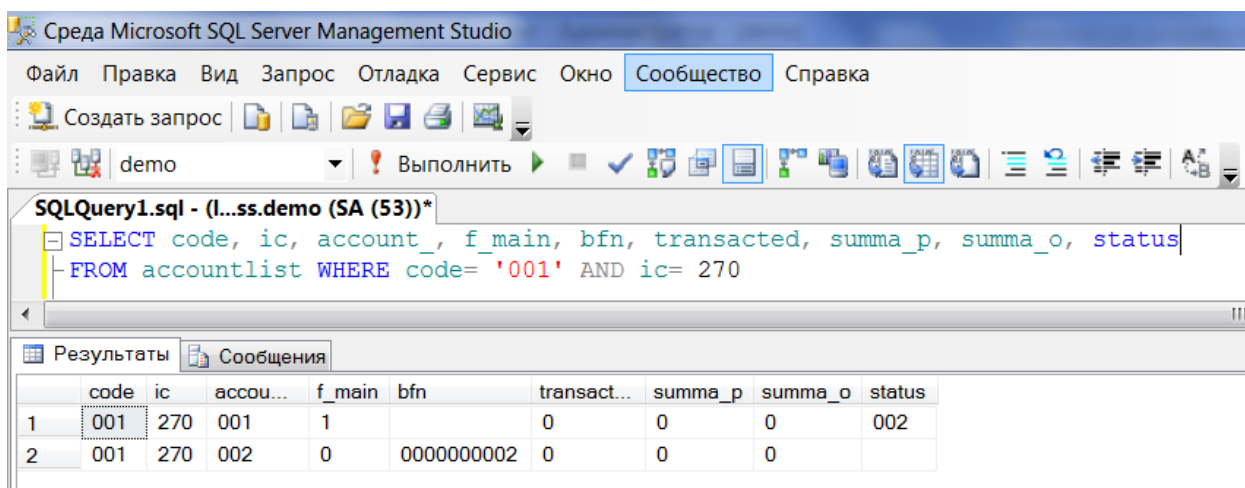 Среда Microsoft SQL Server Management Studio
Файл Правка Вид Запрос Отладка Сервис Окно Сообщество Справка
Создать запрос
demo Выполнить
SQLQuery1.sql - (l...ss.demo (SA (53))*
SELECT code, ic, account_, f_main, bfn, transacted, summa_p, summa_o, status
FROM accountlist WHERE code= '001' AND ic= 270
Результаты Сообщения
code ic accou... f_main bfn transact... summa_p summa_o status
1 001 270 001 1 0 0 0 002
2 001 270 002 0 0000000002 0 0 0